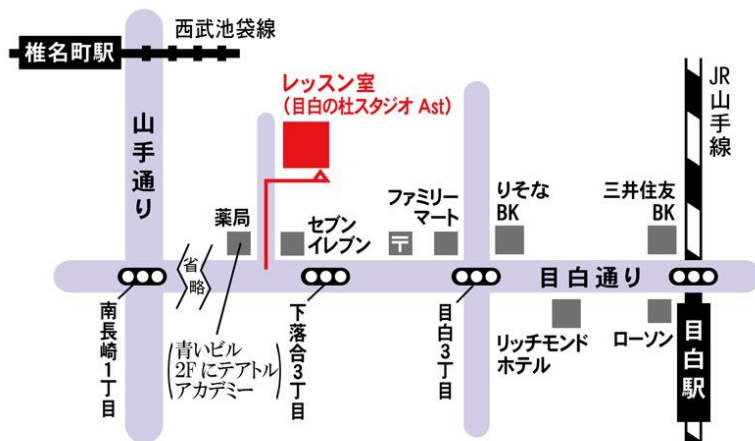 西武池袋線
椎名町駅
山手通り
レッスン室
(目白の杜スタジオ Ast)
JR山手線
薬局
セブン
イレブン
〒
ファミリー
マート
りそな
BK
三井住友
BK
省略
目白通り
南長崎1丁目
(青いビル
2Fにテアトル
アカデミー)
下落合3丁目
目白3丁目
リッチモンド
ホテル
ローソン
目白駅